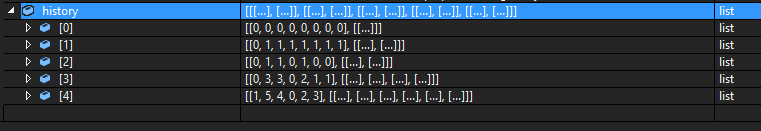 history [[[...], [...]], [[...], [...]], [[...], [...]], [[...], [...]], [[...], [...]]] list
[0] [[0, 0, 0, 0, 0, 0, 0], [[...]]] list
[1] [[0, 1, 1, 1, 1, 1, 1], [[...], [...]]] list
[2] [[0, 1, 1, 0, 1, 0, 0], [[...], [...]]] list
[3] [[0, 3, 3, 0, 2, 1, 1], [[...], [...], [...], [...]]] list
[4] [[1, 5, 4, 0, 2, 3], [[...], [...], [...], [...], [...], [...]]] list